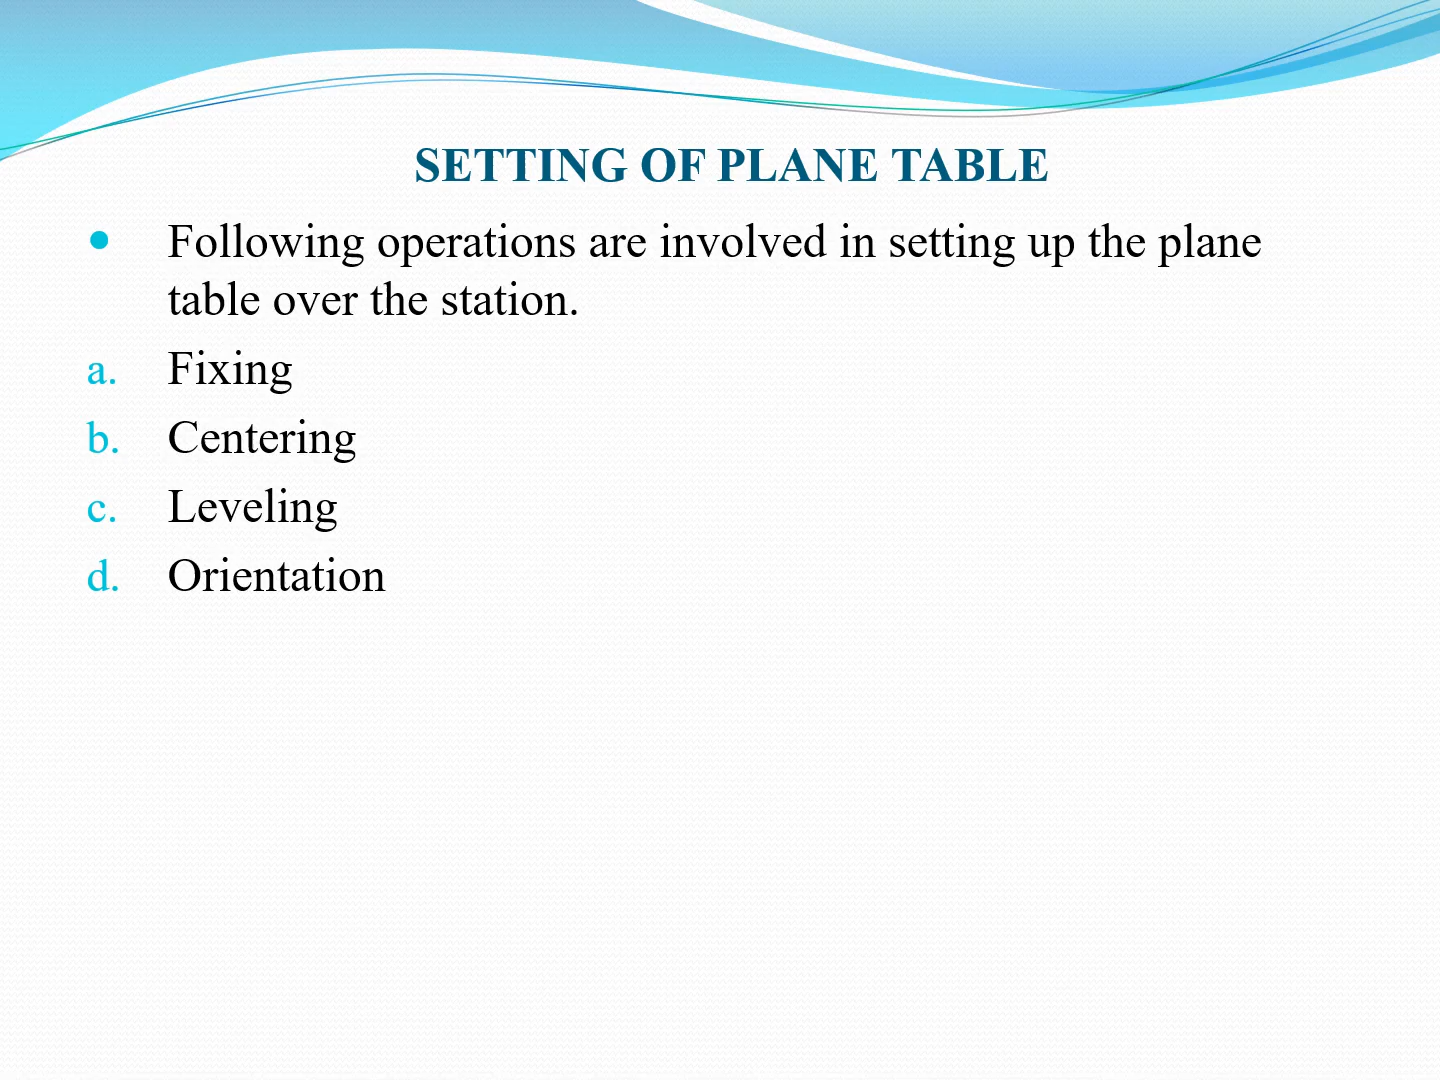 SETTING OF PLANE TABLE
• Following operations are involved in setting up the plane
table over the station.
a. Fixing
b. Centering
c. Leveling
d. Orientation